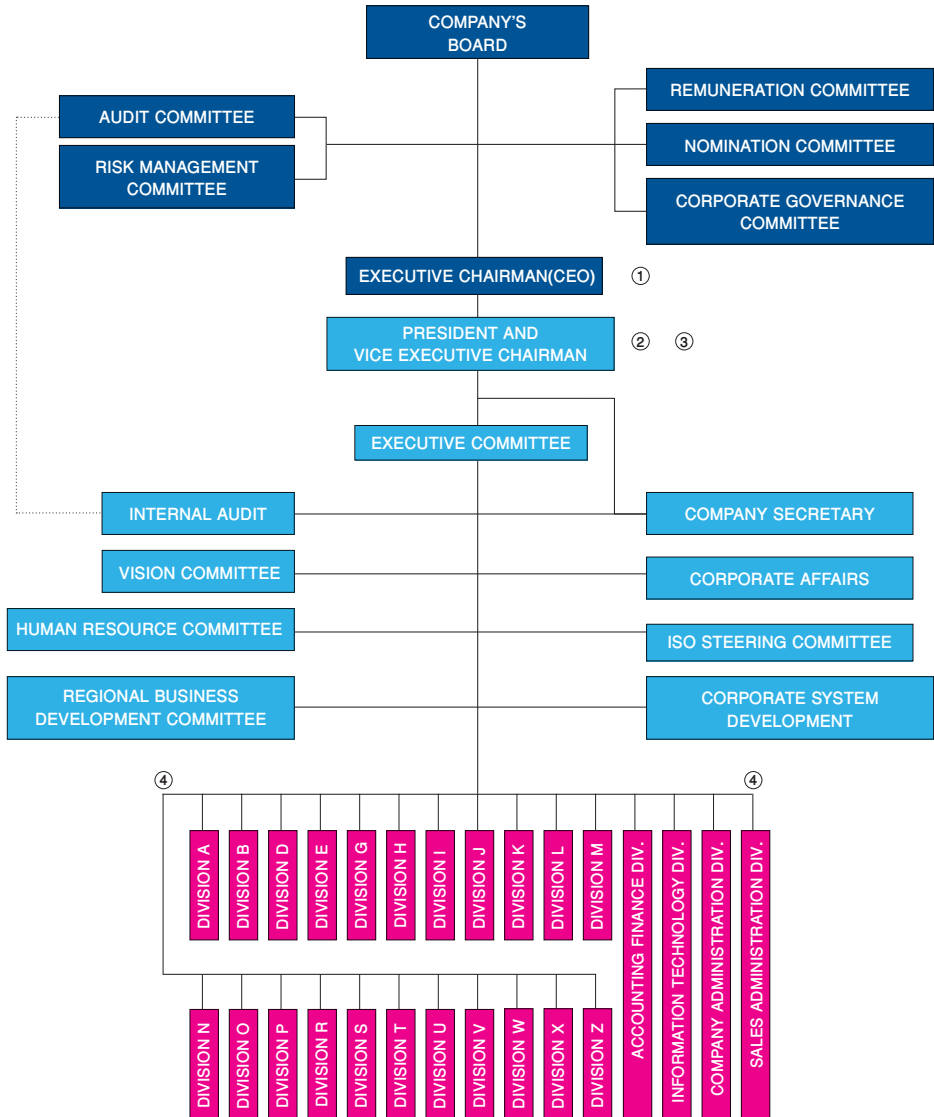 COMPANY'S
BOARD
AUDIT COMMITTEE
RISK MANAGEMENT
COMMITTEE
REMUNERATION COMMITTEE
NOMINATION COMMITTEE
CORPORATE GOVERNANCE
COMMITTEE
EXECUTIVE CHAIRMAN(CEO)
①
PRESIDENT AND
VICE EXECUTIVE CHAIRMAN
② ③
EXECUTIVE COMMITTEE
INTERNAL AUDIT
COMPANY SECRETARY
VISION COMMITTEE
CORPORATE AFFAIRS
HUMAN RESOURCE COMMITTEE
ISO STEERING COMMITTEE
REGIONAL BUSINESS
DEVELOPMENT COMMITTEE
CORPORATE SYSTEM
DEVELOPMENT
④
④
DIVISION A
DIVISION B
DIVISION D
DIVISION E
DIVISION G
DIVISION H
DIVISION I
DIVISION J
DIVISION K
DIVISION L
DIVISION M
ACCOUNTING FINANCE DIV.
INFORMATION TECHNOLOGY DIV.
COMPANY ADMINISTRATION DIV.
SALES ADMINISTRATION DIV.
DIVISION N
DIVISION O
DIVISION P
DIVISION R
DIVISION S
DIVISION T
DIVISION U
DIVISION V
DIVISION W
DIVISION X
DIVISION Z